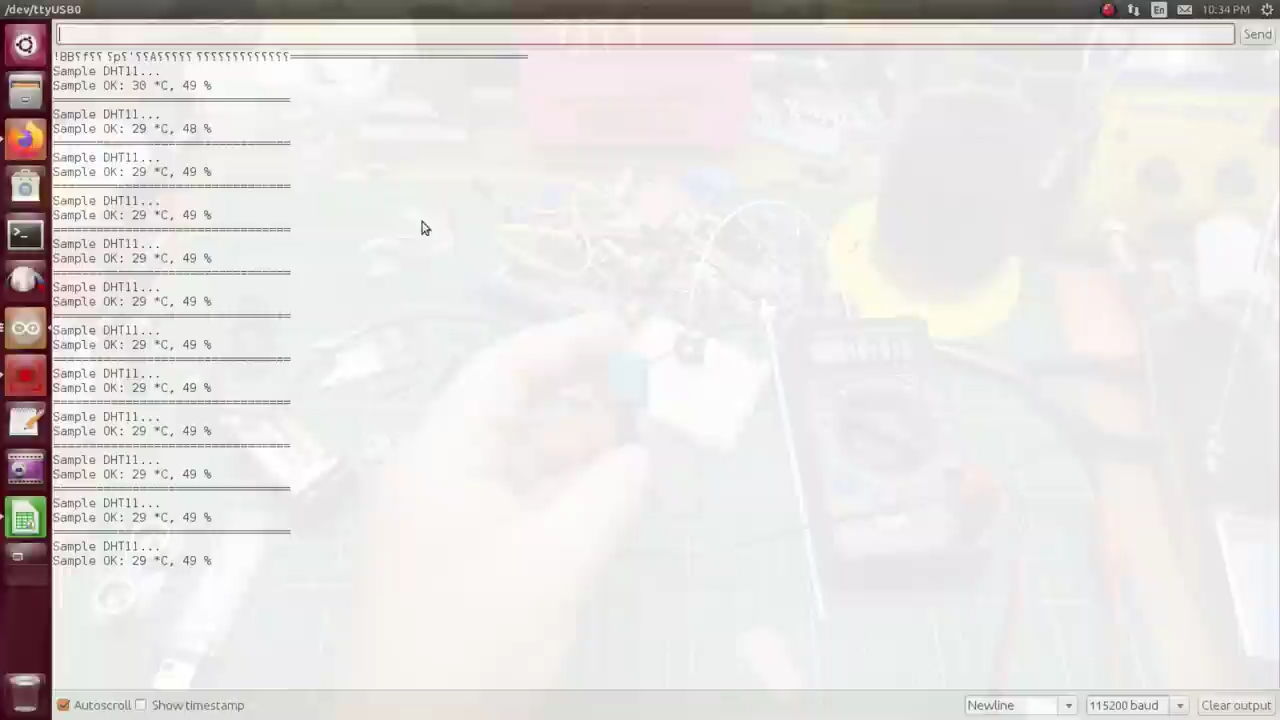 /dev/ttyUSB0
En
10:34 PM
Send
Sample DHT11...
Sample OK: 30 *C, 49 %
======================================
Sample DHT11...
Sample OK: 29 *C, 48 %
======================================
Sample DHT11...
Sample OK: 29 *C, 49 %
======================================
Sample DHT11...
Sample OK: 29 *C, 49 %
======================================
Sample DHT11...
Sample OK: 29 *C, 49 %
======================================
Sample DHT11...
Sample OK: 29 *C, 49 %
======================================
Sample DHT11...
Sample OK: 29 *C, 49 %
======================================
Sample DHT11...
Sample OK: 29 *C, 49 %
======================================
Sample DHT11...
Sample OK: 29 *C, 49 %
======================================
Sample DHT11...
Sample OK: 29 *C, 49 %
======================================
Sample DHT11...
Sample OK: 29 *C, 49 %
======================================
Sample DHT11...
Sample OK: 29 *C, 49 %
Autoscroll Show timestamp
Newline
115200 baud
Clear output